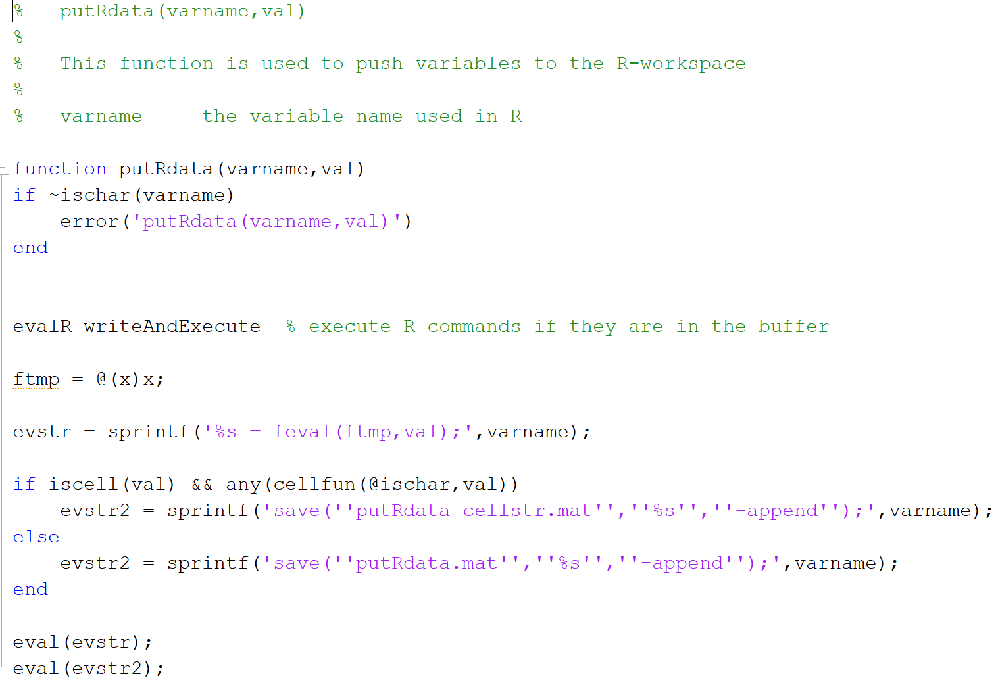 %   putRdata(varname,val)
%
%   This function is used to push variables to the R-workspace
%
%   varname     the variable name used in R
function putRdata(varname,val)
if ~ischar(varname)
    error('putRdata(varname,val)')
end
evalR_writeAndExecute  % execute R commands if they are in the buffer
ftmp = @(x)x;
evstr = sprintf('%s = feval(ftmp,val);',varname);
if iscell(val) && any(cellfun(@ischar,val))
    evstr2 = sprintf('save(''putRdata_cellstr.mat'',''%s'',''-append'');',varname);
else
    evstr2 = sprintf('save(''putRdata.mat'',''%s'',''-append'');',varname);
end
eval(evstr);
eval(evstr2);